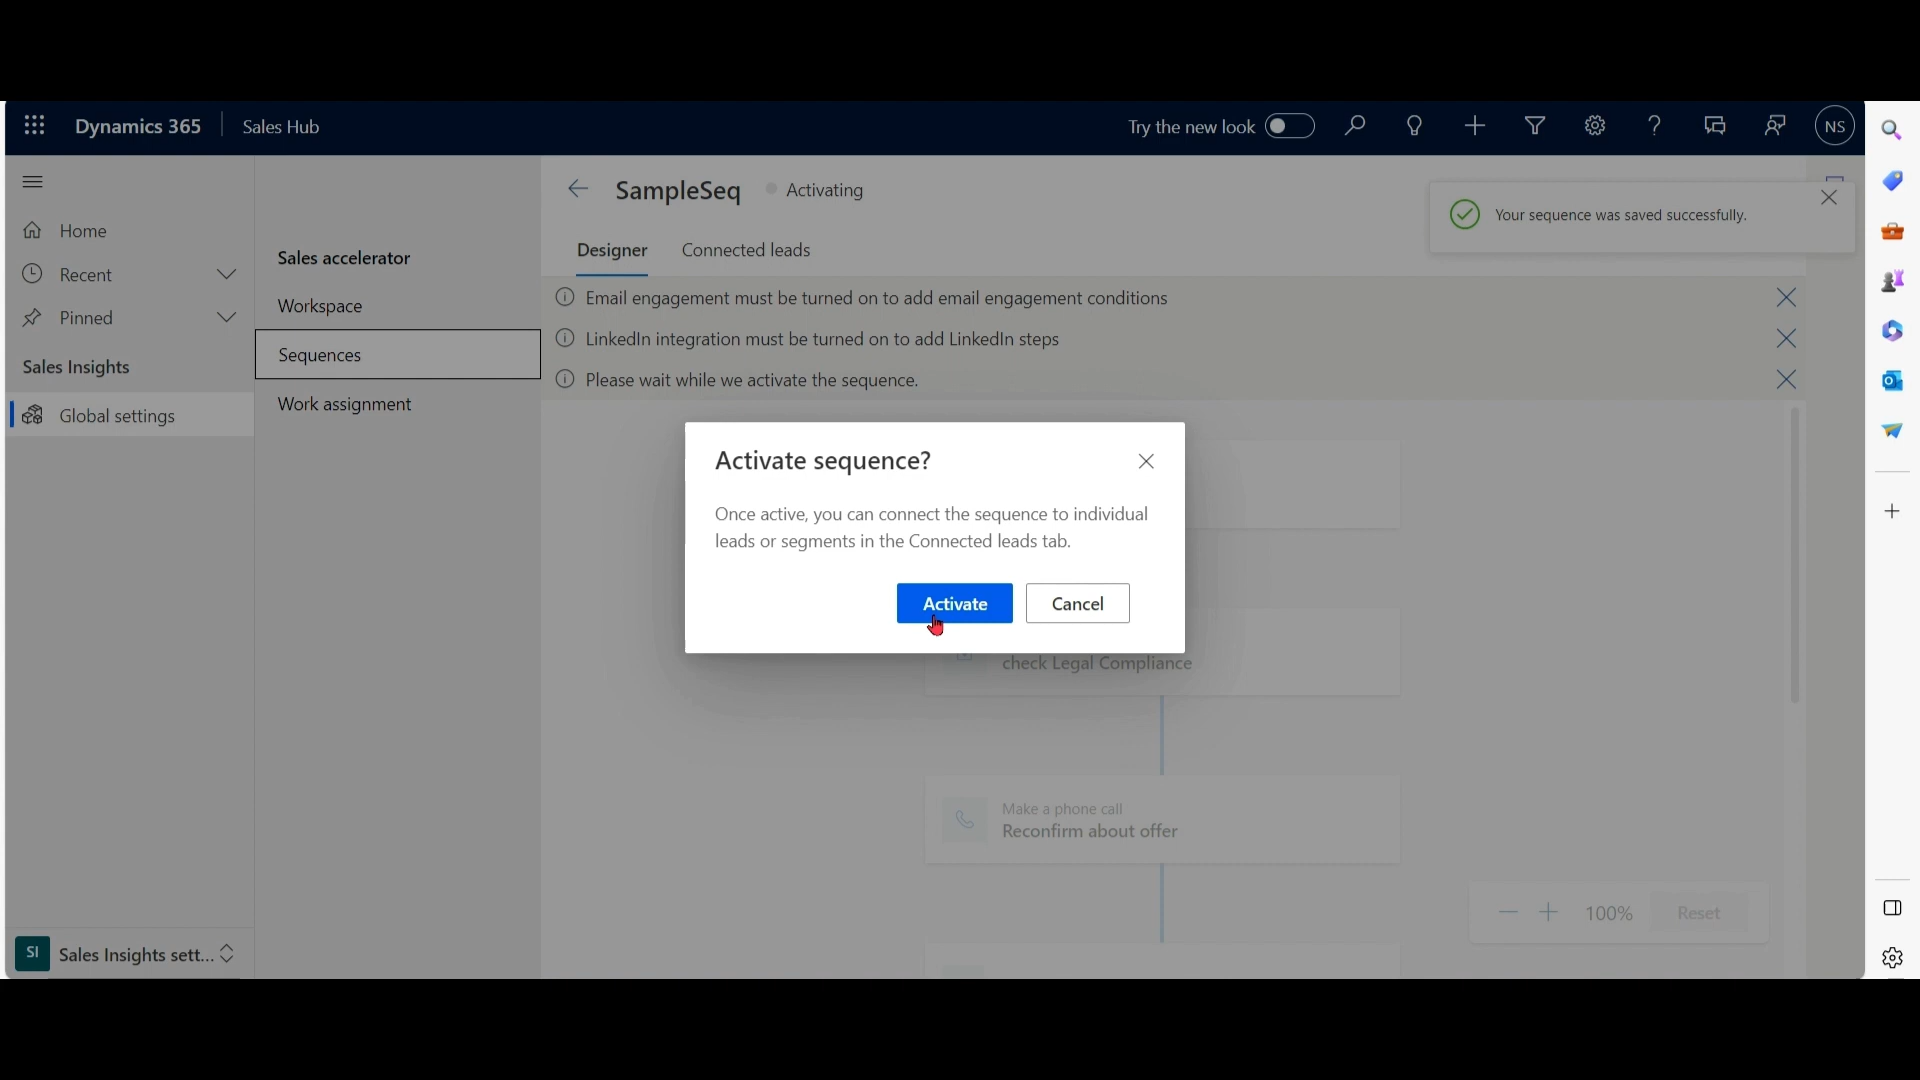 Dynamics 365 Sales Hub Try the new look NS
SampleSeq Activating
Your sequence was saved successfully.
Home
Recent
Pinned
Sales Insights
Global settings
Sales accelerator
Workspace
Sequences
Work assignment
Designer Connected leads
Email engagement must be turned on to add email engagement conditions
LinkedIn integration must be turned on to add LinkedIn steps
Please wait while we activate the sequence.
Activate sequence?
Once active, you can connect the sequence to individual
leads or segments in the Connected leads tab.
Activate Cancel
check Legal Compliance
Make a phone call
Reconfirm about offer
100% Reset
SI Sales Insights sett...